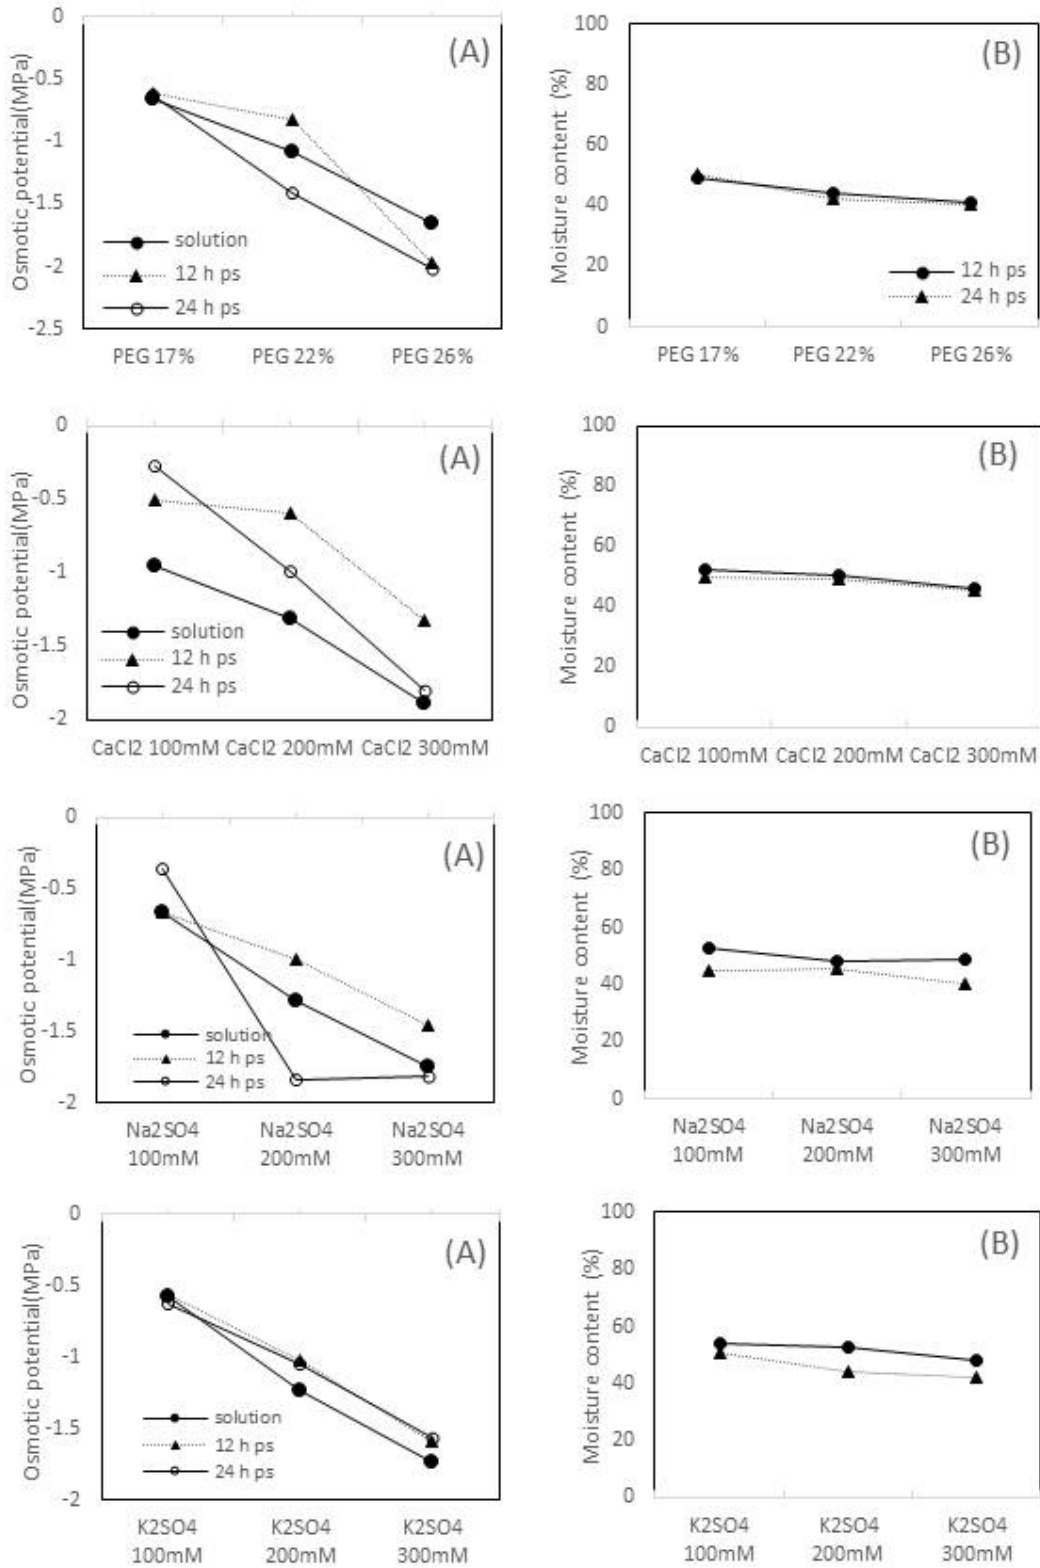 0
-0.5
-1
-1.5
-2
-2.5
Osmotic potential(MPa)
(A)
solution
12 h ps
24 h ps
PEG 17%
PEG 22%
PEG 26%
100
80
60
40
20
0
Moisture content (%)
(B)
12 h ps
24 h ps
PEG 17%
PEG 22%
PEG 26%
0
-0.5
-1
-1.5
-2
Osmotic potential(MPa)
(A)
solution
12 h ps
24 h ps
CaCl2 100mM CaCl2 200mM CaCl2 300mM
100
80
60
40
20
0
Moisture content (%)
(B)
CaCl2 100mM CaCl2 200mM CaCl2 300mM
0
-0.5
-1
-1.5
-2
Osmotic potential(MPa)
(A)
solution
12 h ps
24 h ps
Na2SO4 Na2SO4 Na2SO4
100mM 200mM 300mM
100
80
60
40
20
0
Moisture content (%)
(B)
Na2SO4 Na2SO4 Na2SO4
100mM 200mM 300mM
0
-0.5
-1
-1.5
-2
Osmotic potential(MPa)
(A)
solution
12 h ps
24 h ps
K2SO4 K2SO4 K2SO4
100mM 200mM 300mM
100
80
60
40
20
0
Moisture content (%)
(B)
K2SO4 K2SO4 K2SO4
100mM 200mM 300mM